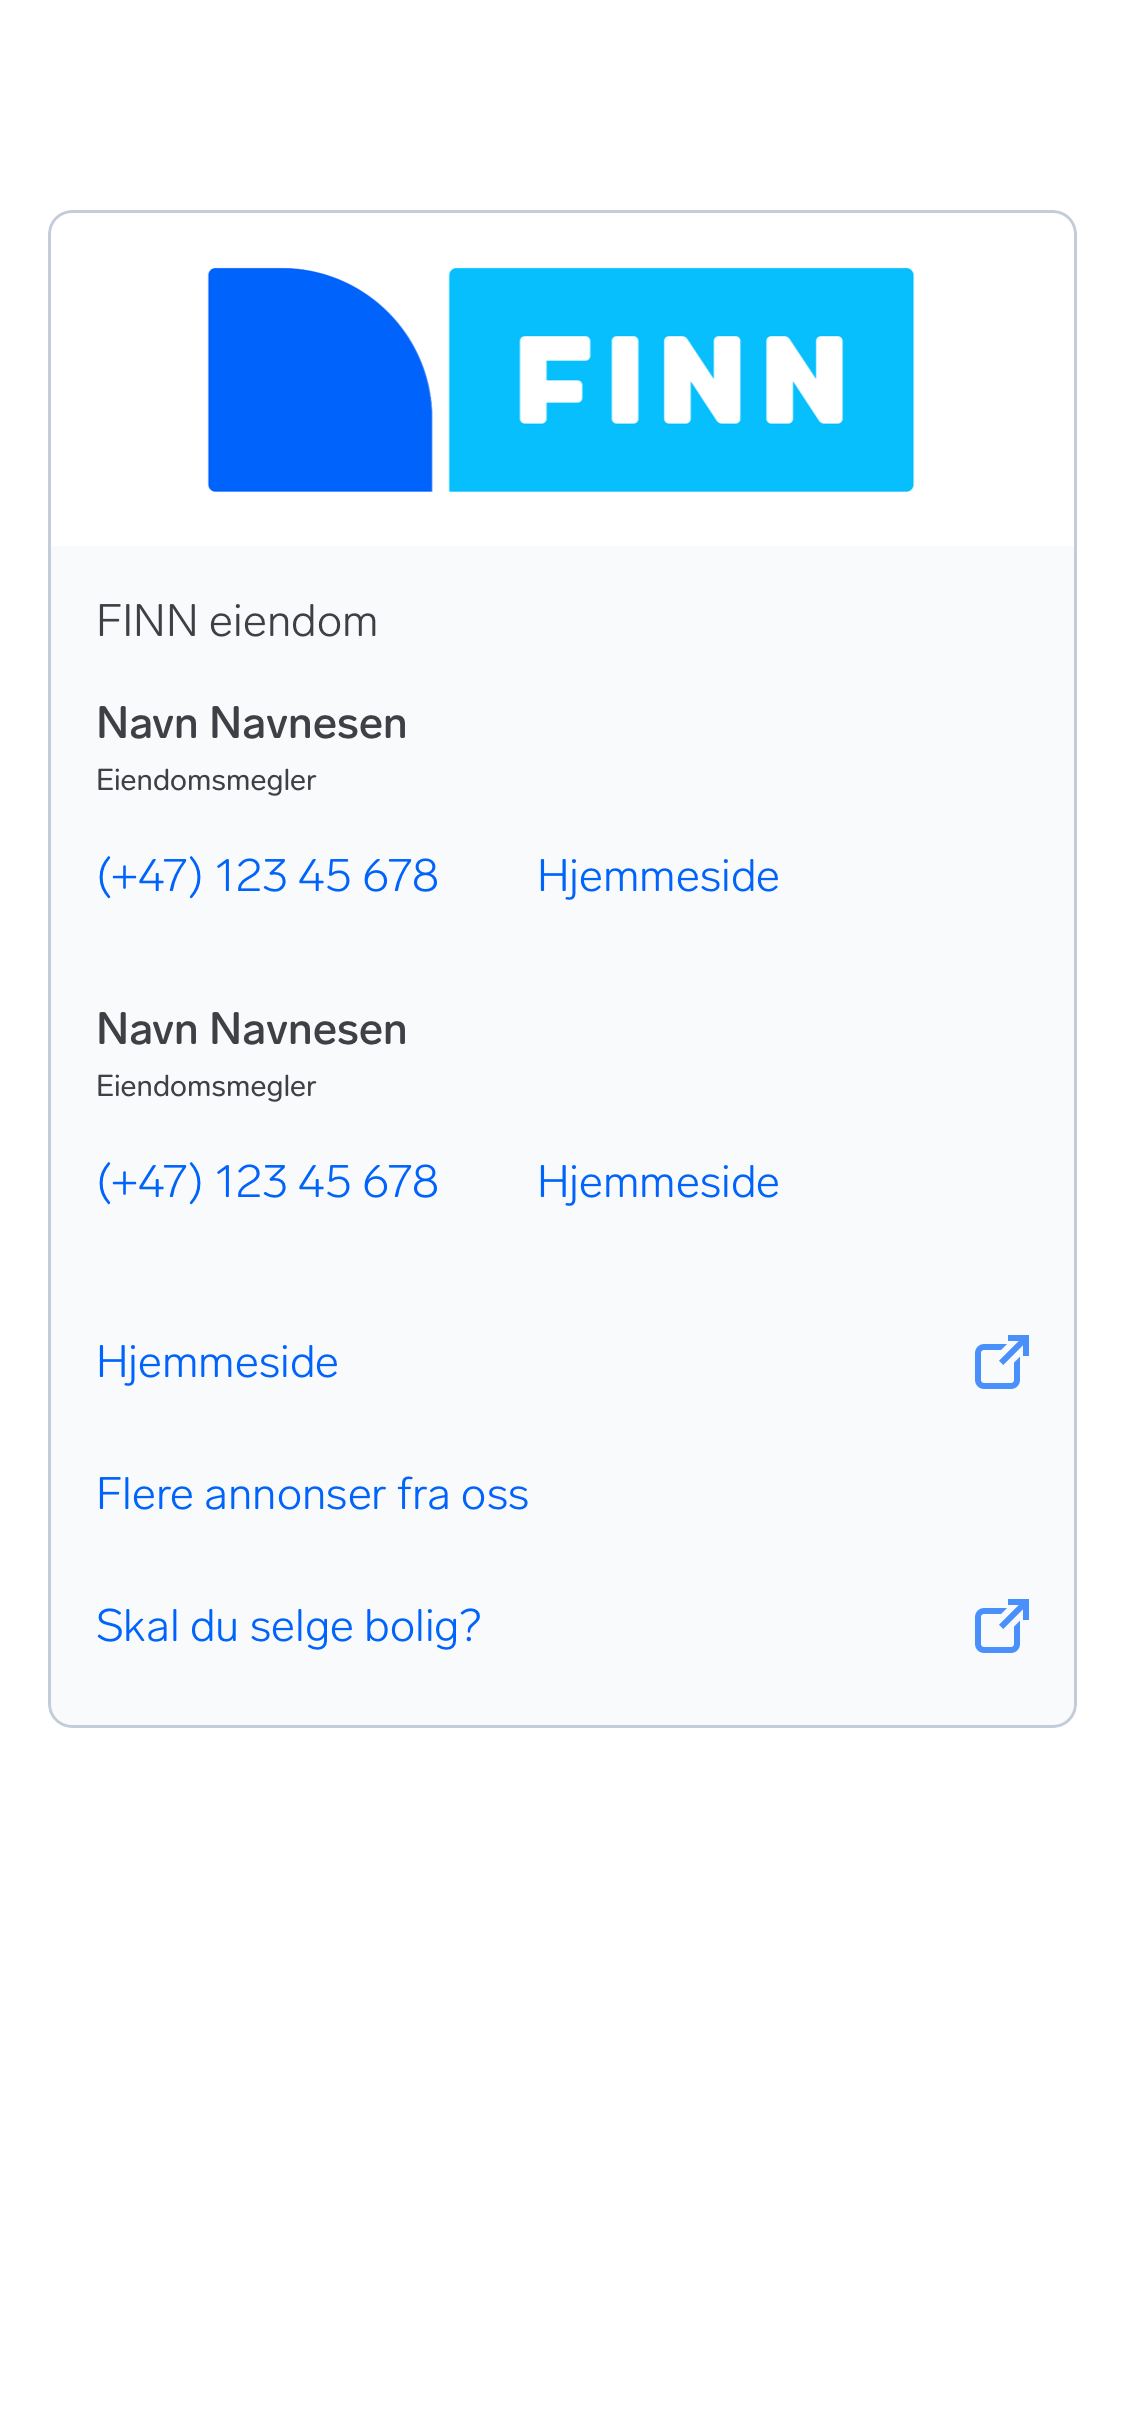 FINN
FINN eiendom
Navn Navnesen
Eiendomsmegler
(+47) 123 45 678 Hjemmeside
Navn Navnesen
Eiendomsmegler
(+47) 123 45 678 Hjemmeside
Hjemmeside
Flere annonser fra oss
Skal du selge bolig?